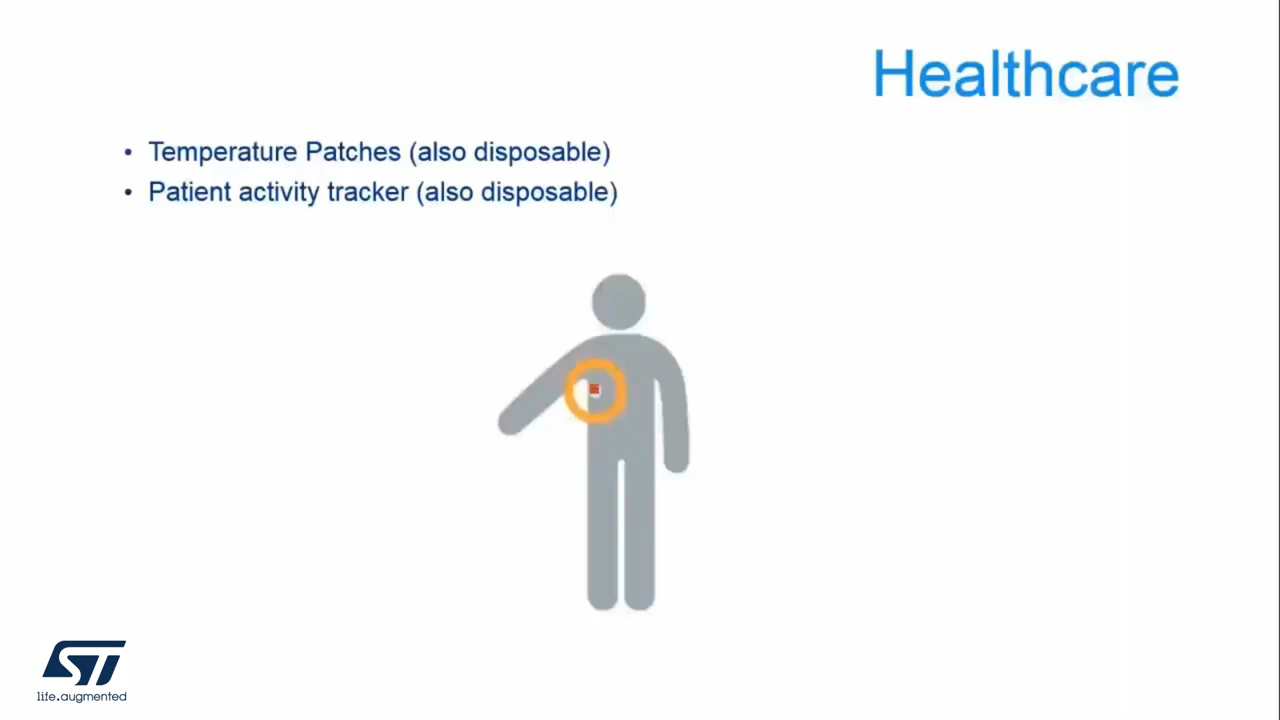 Healthcare
• Temperature Patches (also disposable)
• Patient activity tracker (also disposable)
ST
life.augmented